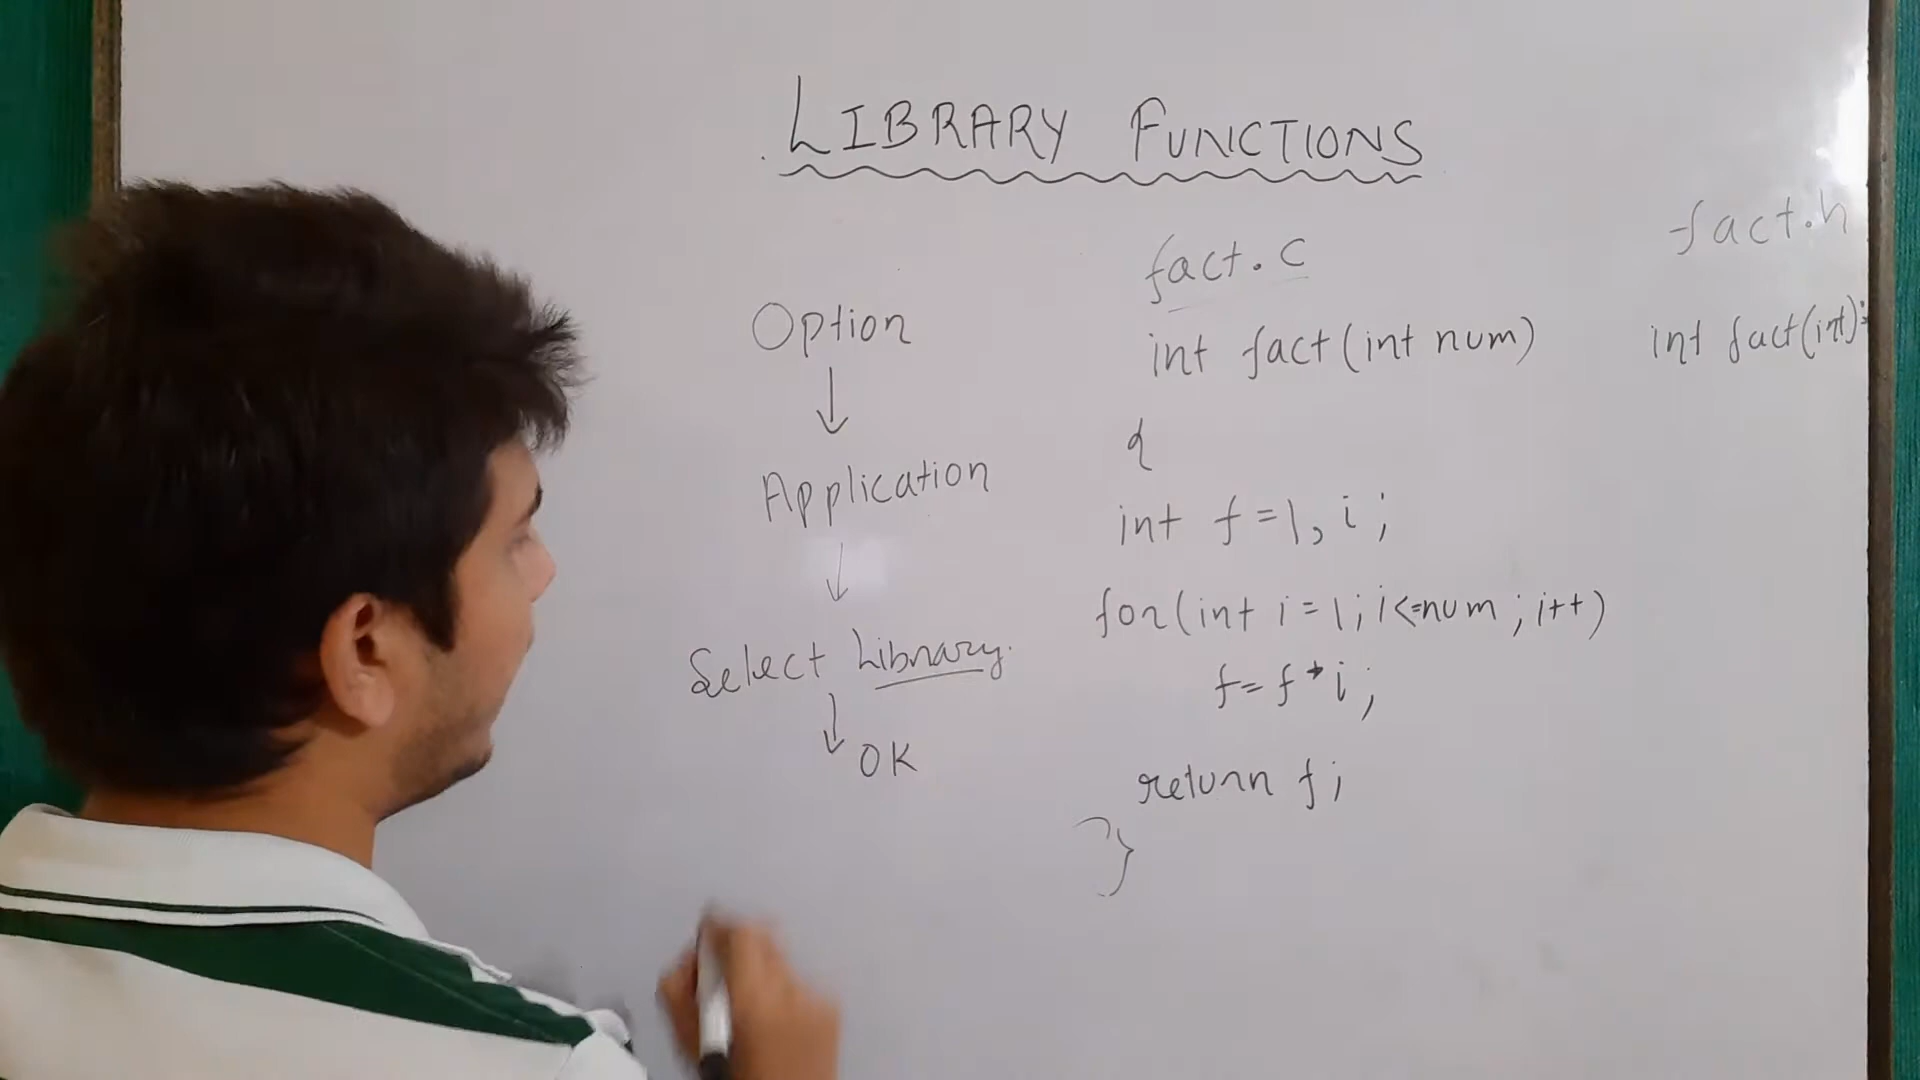 LIBRARY FUNCTIONS
Option
↓
Application
↓
Select Library.
↓ OK
fact.c
int fact(int num)
{
int f=1, i;
for(int i=1; i<=num; i++)
f=f*i;
return f;
}
fact.h
int fact(int);